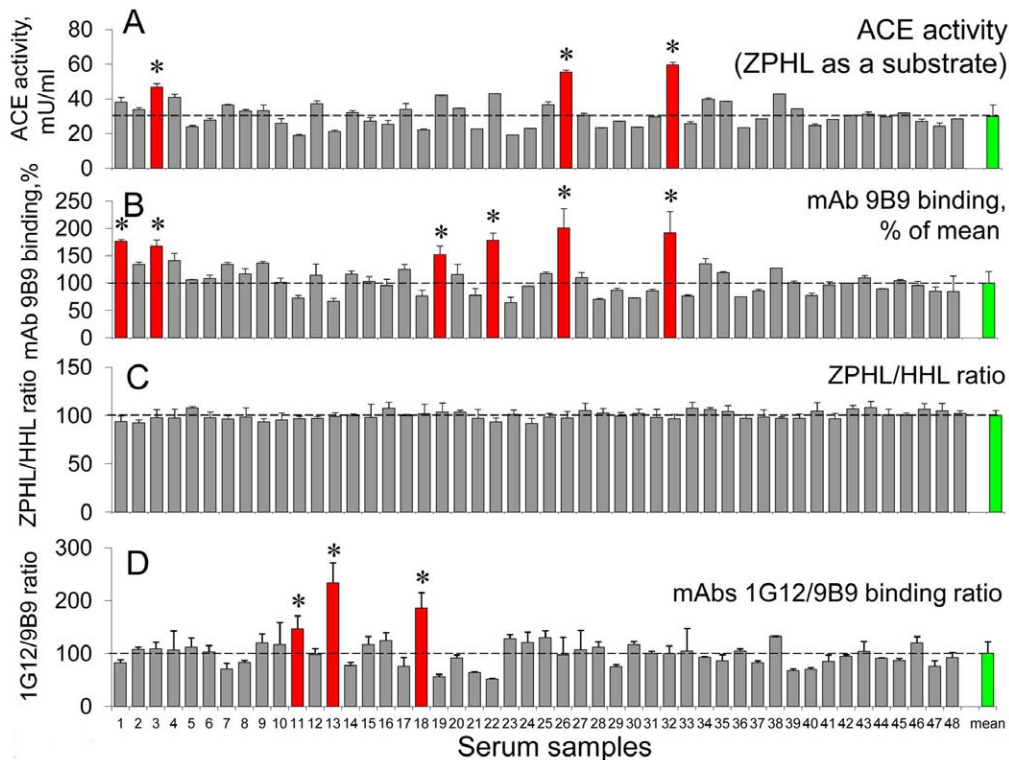 A
ACE activity
(ZPHL as a substrate)
ACE activity,
mU/ml
80
60
40
20
0
*
*
*
B
mAb 9B9 binding,
% of mean
mAb 9B9 binding,%
250
200
150
100
50
0
*
*
*
*
*
*
C
ZPHL/HHL ratio
ZPHL/HHL ratio
150
100
50
0
D
mAbs 1G12/9B9 binding ratio
1G12/9B9 ratio
300
200
100
0
*
*
*
1 2 3 4 5 6 7 8 9 10 11 12 13 14 15 16 17 18 19 20 21 22 23 24 25 26 27 28 29 30 31 32 33 34 35 36 37 38 39 40 41 42 43 44 45 46 47 48 mean
Serum samples